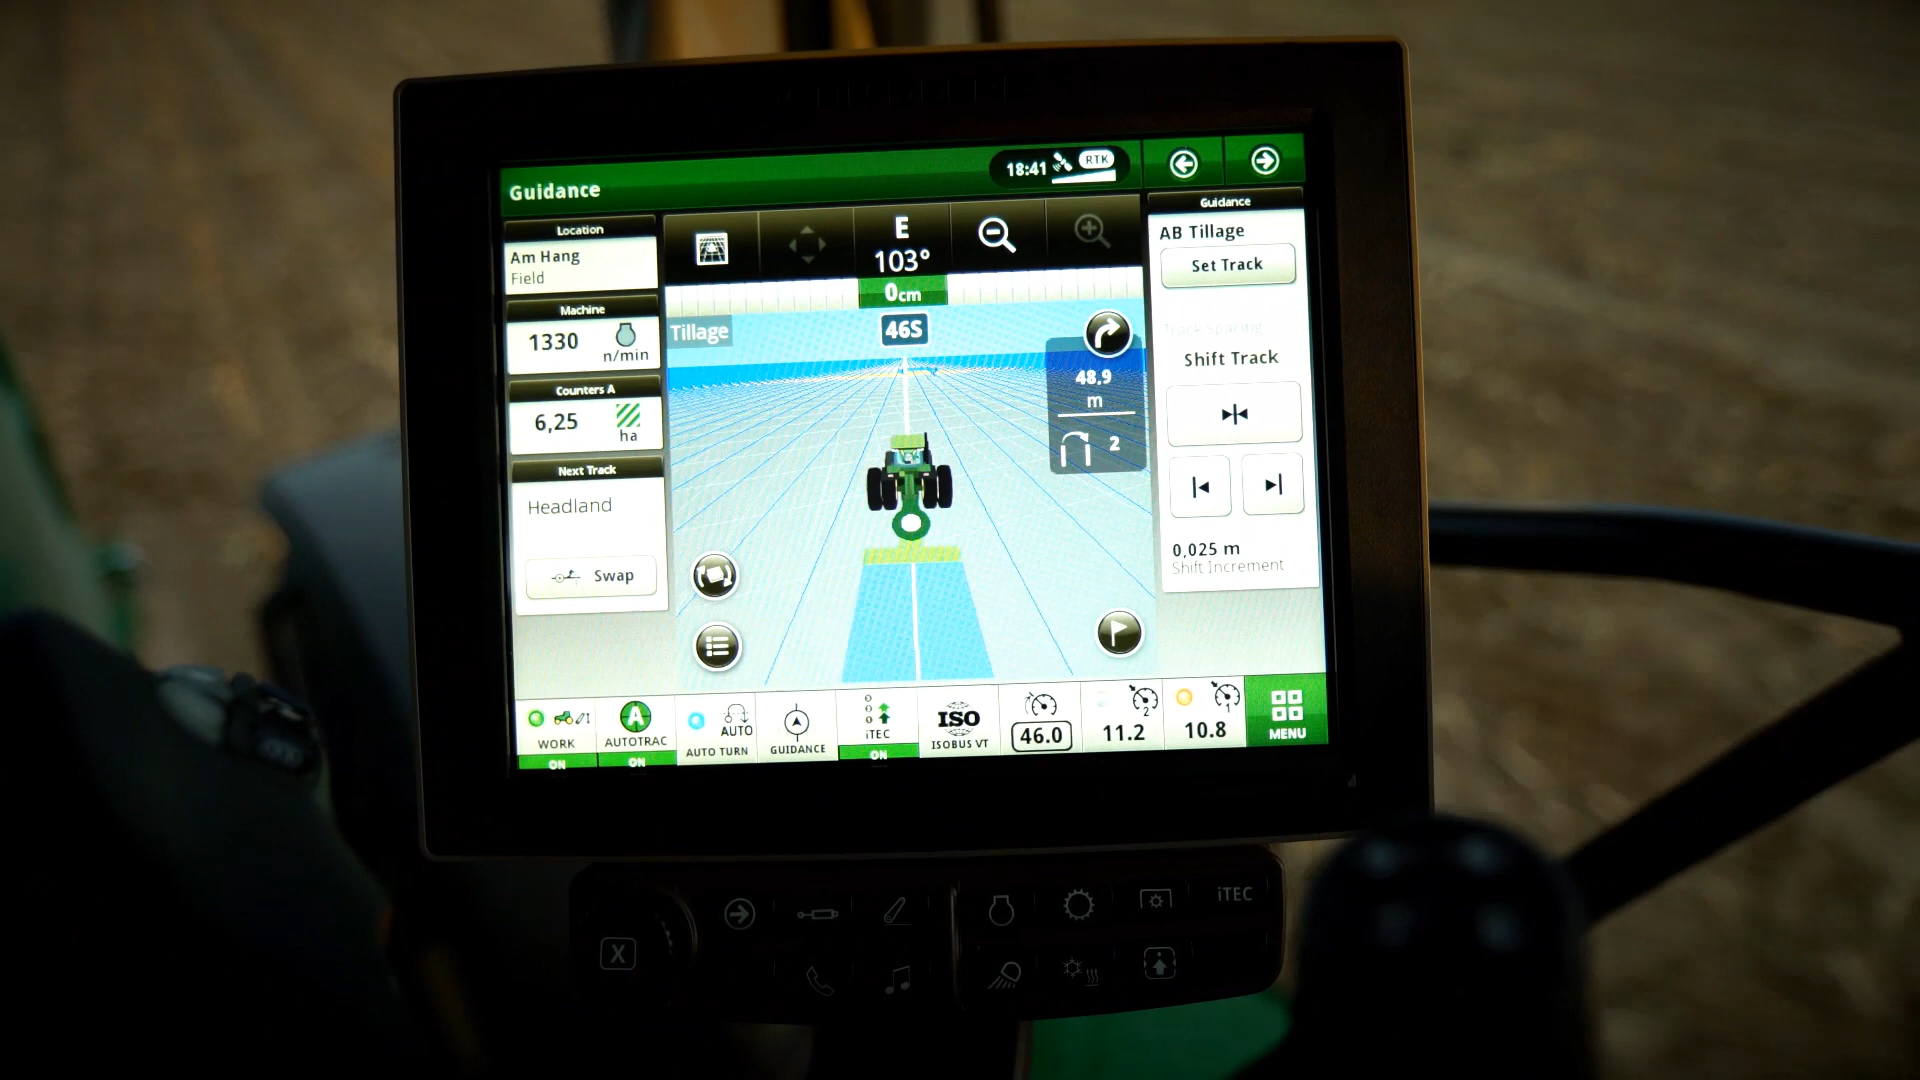 Guidance
18:41
RTK
Location
Am Hang
Field
Machine
1330
n/min
Counters A
6,25
ha
Next Track
Headland
Swap
E
103°
0cm
Tillage
46S
48.9
m
2
Guidance
AB Tillage
Set Track
Track Spacing
Shift Track
0,025 m
Shift Increment
WORK
ON
A
AUTOTRAC
ON
AUTO
AUTO TURN
GUIDANCE
iTEC
ON
ISO
ISOBUS VT
46.0
2
11.2
1
10.8
MENU
X
iTEC